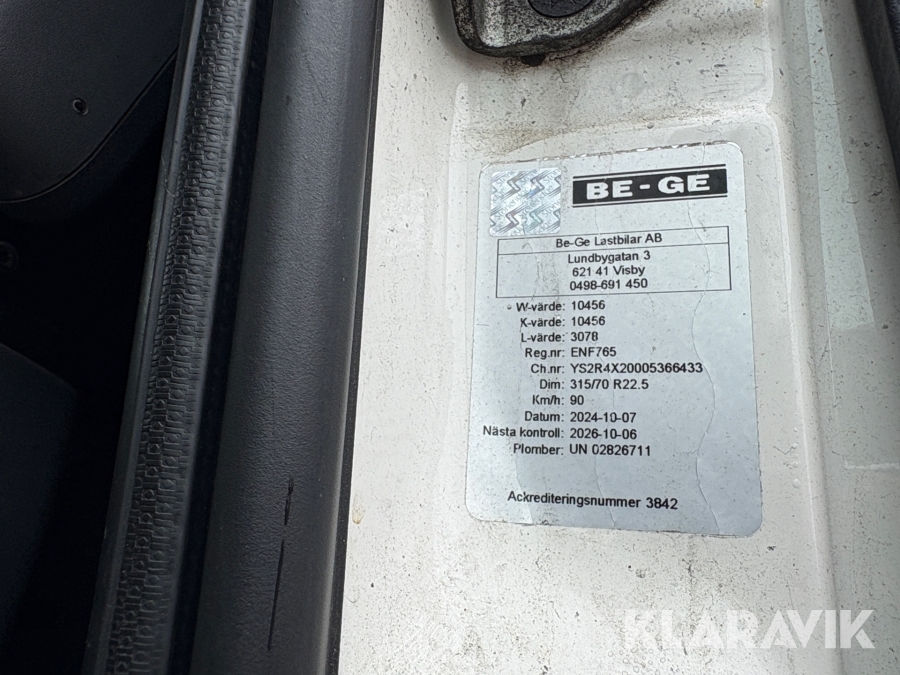 BE-GE
Be-Ge Lastbilar AB
Lundbygatan 3
621 41 Visby
0498-691 450
W-värde: 10456
K-värde: 10456
L-värde: 3078
Reg.nr: ENF765
Ch.nr: YS2R4X20005366433
Dim: 315/70 R22.5
Km/h: 90
Datum: 2024-10-07
Nästa kontroll: 2026-10-06
Plomber: UN 02826711
Ackrediteringsnummer 3842
KLARAVIK